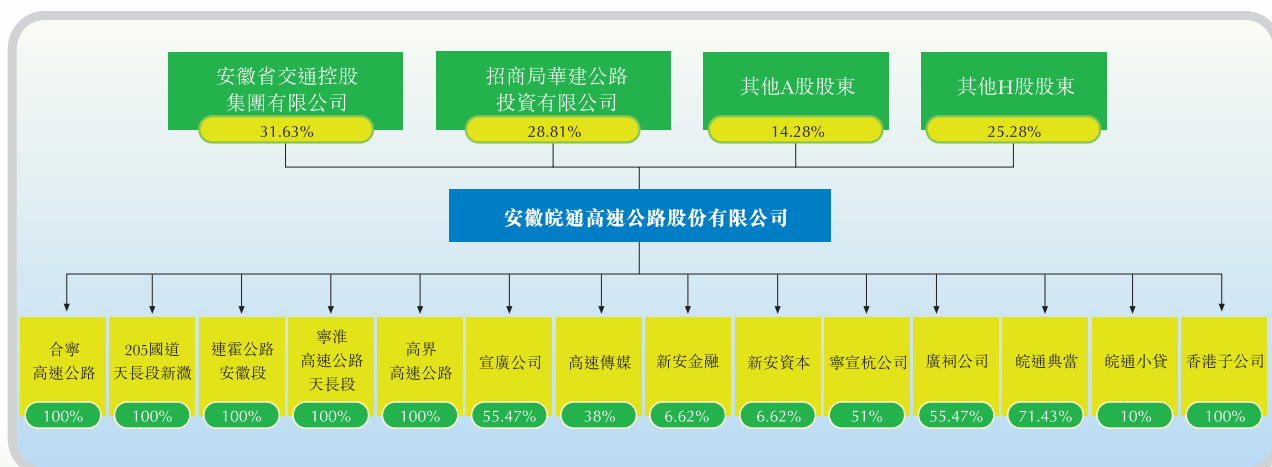 安徽省交通控股
集團有限公司
31.63%
招商局華建公路
投資有限公司
28.81%
其他A股股東
14.28%
其他H股股東
25.28%
安徽皖通高速公路股份有限公司
合寧
高速公路
100%
205國道
天長段新線
100%
連霍公路
安徽段
100%
寧淮
高速公路
天長段
100%
高界
高速公路
100%
宣廣公司
55.47%
高速傳媒
38%
新安金融
6.62%
新安資本
6.62%
寧宣杭公司
51%
廣祠公司
55.47%
皖通典當
71.43%
皖通小貸
10%
香港子公司
100%